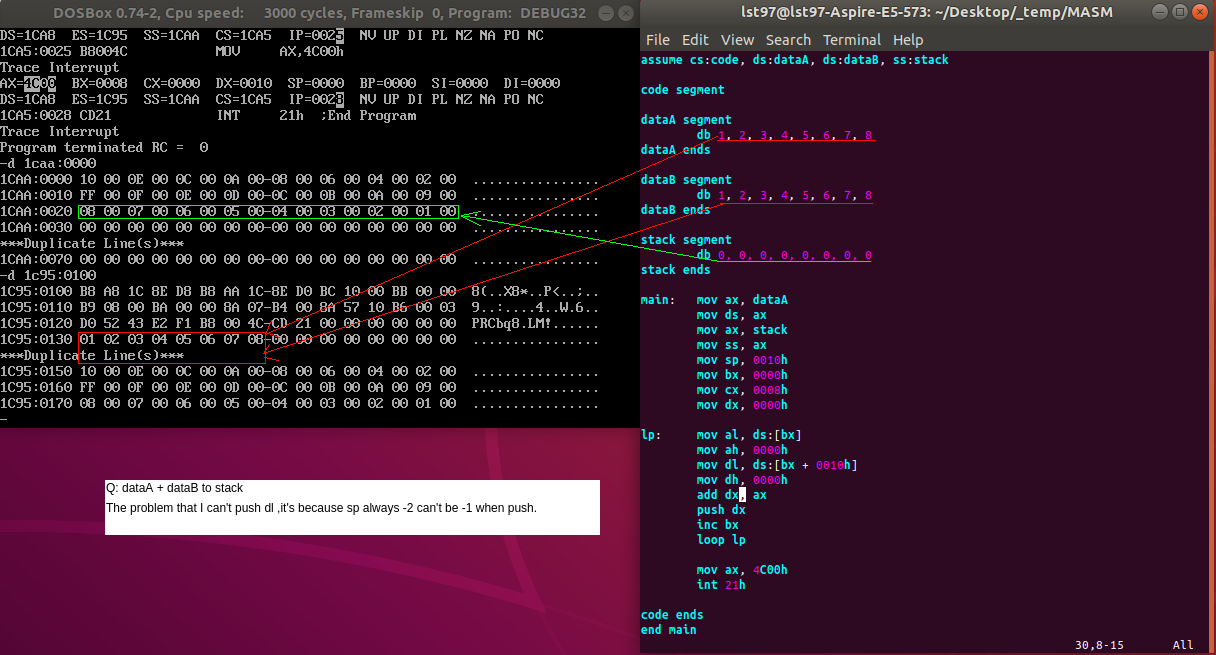 DOSBox 0.74-2, Cpu speed: 3000 cycles, Frameskip 0, Program: DEBUG32
DS=1CA8 ES=1C95 SS=1CAA CS=1CA5 IP=0025 NV UP DI PL NZ NA PO NC
1CA5:0025 B8004C MOV AX,4C00h
Trace Interrupt
AX=4C00 BX=0008 CX=0000 DX=0010 SP=0000 BP=0000 SI=0000 DI=0000
DS=1CA8 ES=1C95 SS=1CAA CS=1CA5 IP=0028 NV UP DI PL NZ NA PO NC
1CA5:0028 CD21 INT 21h ;End Program
Trace Interrupt
Program terminated RC = 0
-d 1caa:0000
1CAA:0000 10 00 0E 00 0C 00 0A 00-08 00 06 00 04 00 02 00 ................
1CAA:0010 FF 00 0F 00 0E 00 0D 00-0C 00 0B 00 0A 00 09 00 ................
1CAA:0020 08 00 07 00 06 00 05 00-04 00 03 00 02 00 01 00 ................
1CAA:0030 00 00 00 00 00 00 00 00-00 00 00 00 00 00 00 00 ................
***Duplicate Line(s)***
1CAA:0070 00 00 00 00 00 00 00 00-00 00 00 00 00 00 00 00 ................
-d 1c95:0100
1C95:0100 B8 A8 1C 8E D8 B8 AA 1C-8E D0 BC 10 00 BB 00 00 8(..X8*..P<..;..
1C95:0110 B9 08 00 BA 00 00 8A 07-B4 00 8A 57 10 B6 00 03 9..:....4..W.6..
1C95:0120 D0 52 43 E2 F1 B8 00 4C-CD 21 00 00 00 00 00 00 PRCbq8.LM!......
1C95:0130 01 02 03 04 05 06 07 08-00 00 00 00 00 00 00 00 ................
***Duplicate Line(s)***
1C95:0150 10 00 0E 00 0C 00 0A 00-08 00 06 00 04 00 02 00 ................
1C95:0160 FF 00 0F 00 0E 00 0D 00-0C 00 0B 00 0A 00 09 00 ................
1C95:0170 08 00 07 00 06 00 05 00-04 00 03 00 02 00 01 00 ................
-
Q: dataA + dataB to stack
The problem that I can't push dl ,it's because sp always -2 can't be -1 when push.
lst97@lst97-Aspire-E5-573: ~/Desktop/_temp/MASM
File Edit View Search Terminal Help
assume cs:code, ds:dataA, ds:dataB, ss:stack
code segment
dataA segment
db 1, 2, 3, 4, 5, 6, 7, 8
dataA ends
dataB segment
db 1, 2, 3, 4, 5, 6, 7, 8
dataB ends
stack segment
db 0, 0, 0, 0, 0, 0, 0, 0
stack ends
main: mov ax, dataA
mov ds, ax
mov ax, stack
mov ss, ax
mov sp, 0010h
mov bx, 0000h
mov cx, 0008h
mov dx, 0000h
lp: mov al, ds:[bx]
mov ah, 0000h
mov dl, ds:[bx + 0010h]
mov dh, 0000h
add dx, ax
push dx
inc bx
loop lp
mov ax, 4C00h
int 21h
code ends
end main
30,8-15 All